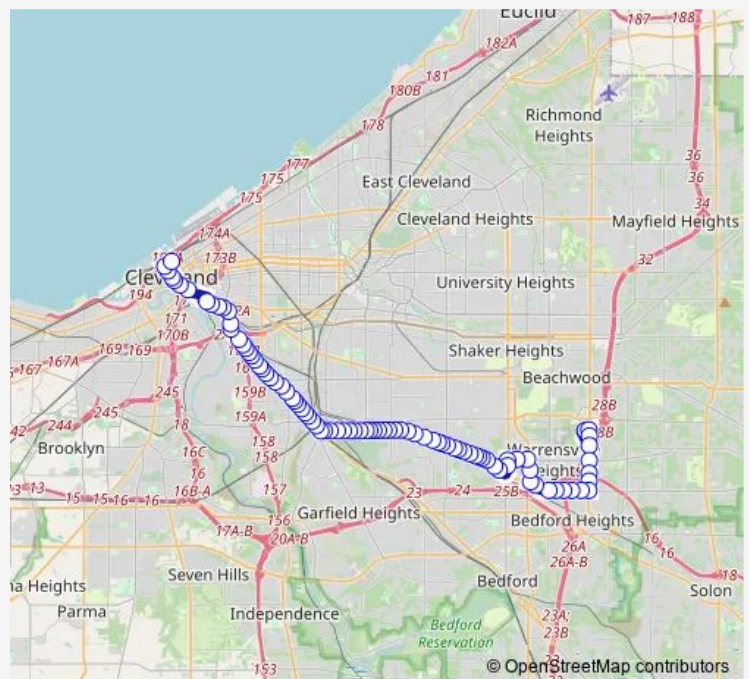 Euclid
187 188
182A
181
180B
178
Richmond
Heights
177
36
36
175
East Cleveland
175
34
Cleveland Heights
Mayfield Heights
174A
173B
32
Cleveland
University Heights
194
171
170B
169 169
167A
167
Shaker Heights
Beachwood
245
159B
28B
245
244
42
159A
18
158
158
Brooklyn
16C
16
157
23
24
25B
13 13
15 15 16 16
16B-A
156
Garfield Heights
17A-B
20A-B
Bedford Heights
26A
26A-B
16
16
18
Seven Hills
Bedford
Solon
Parma
Independence
Bedford
Reservation
23A;
23B
153
© OpenStreetMap contributors